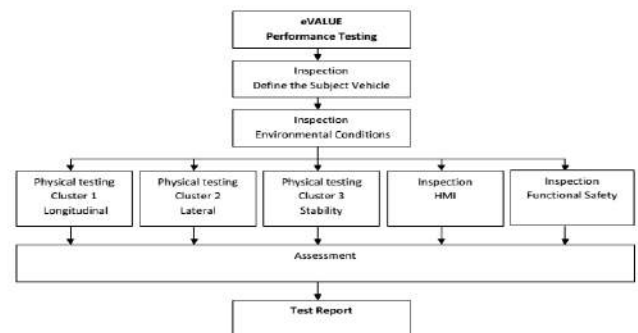 eVALUE
Performance Testing
Inspection
Define the Subject Vehicle
Inspection
Environmental Conditions
Physical testing
Cluster 1
Longitudinal
Physical testing
Cluster 2
Lateral
Physical testing
Cluster 3
Stability
Inspection
HMI
Inspection
Functional Safety
Assessment
Test Report